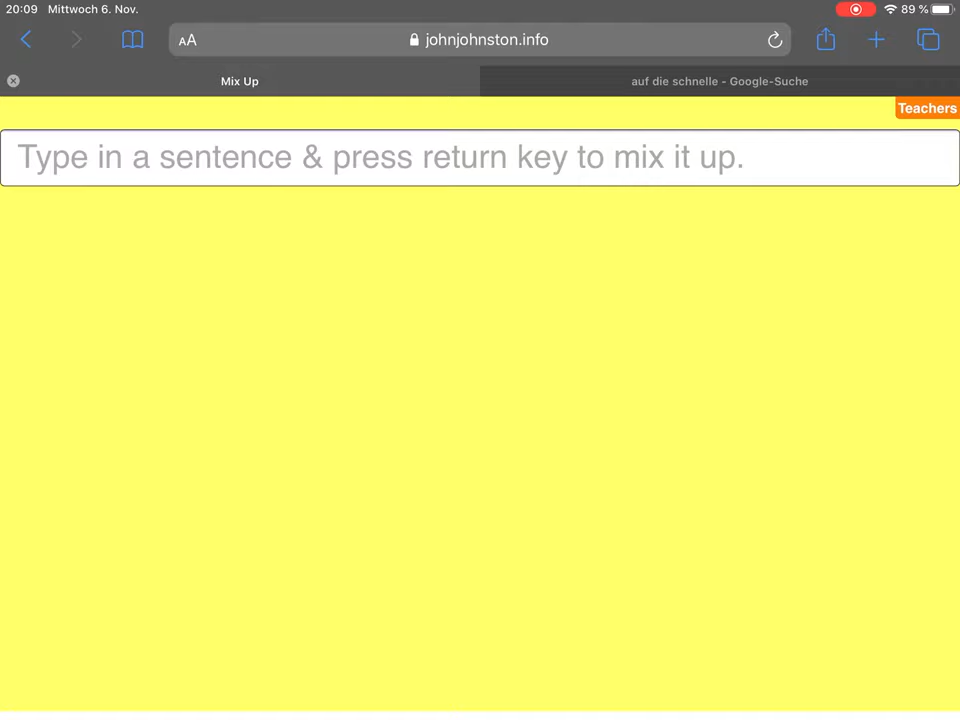 20:09 Mittwoch 6. Nov. 89 %
AA johnjohnston.info
Mix Up auf die schnelle - Google-Suche
Teachers
Type in a sentence & press return key to mix it up.